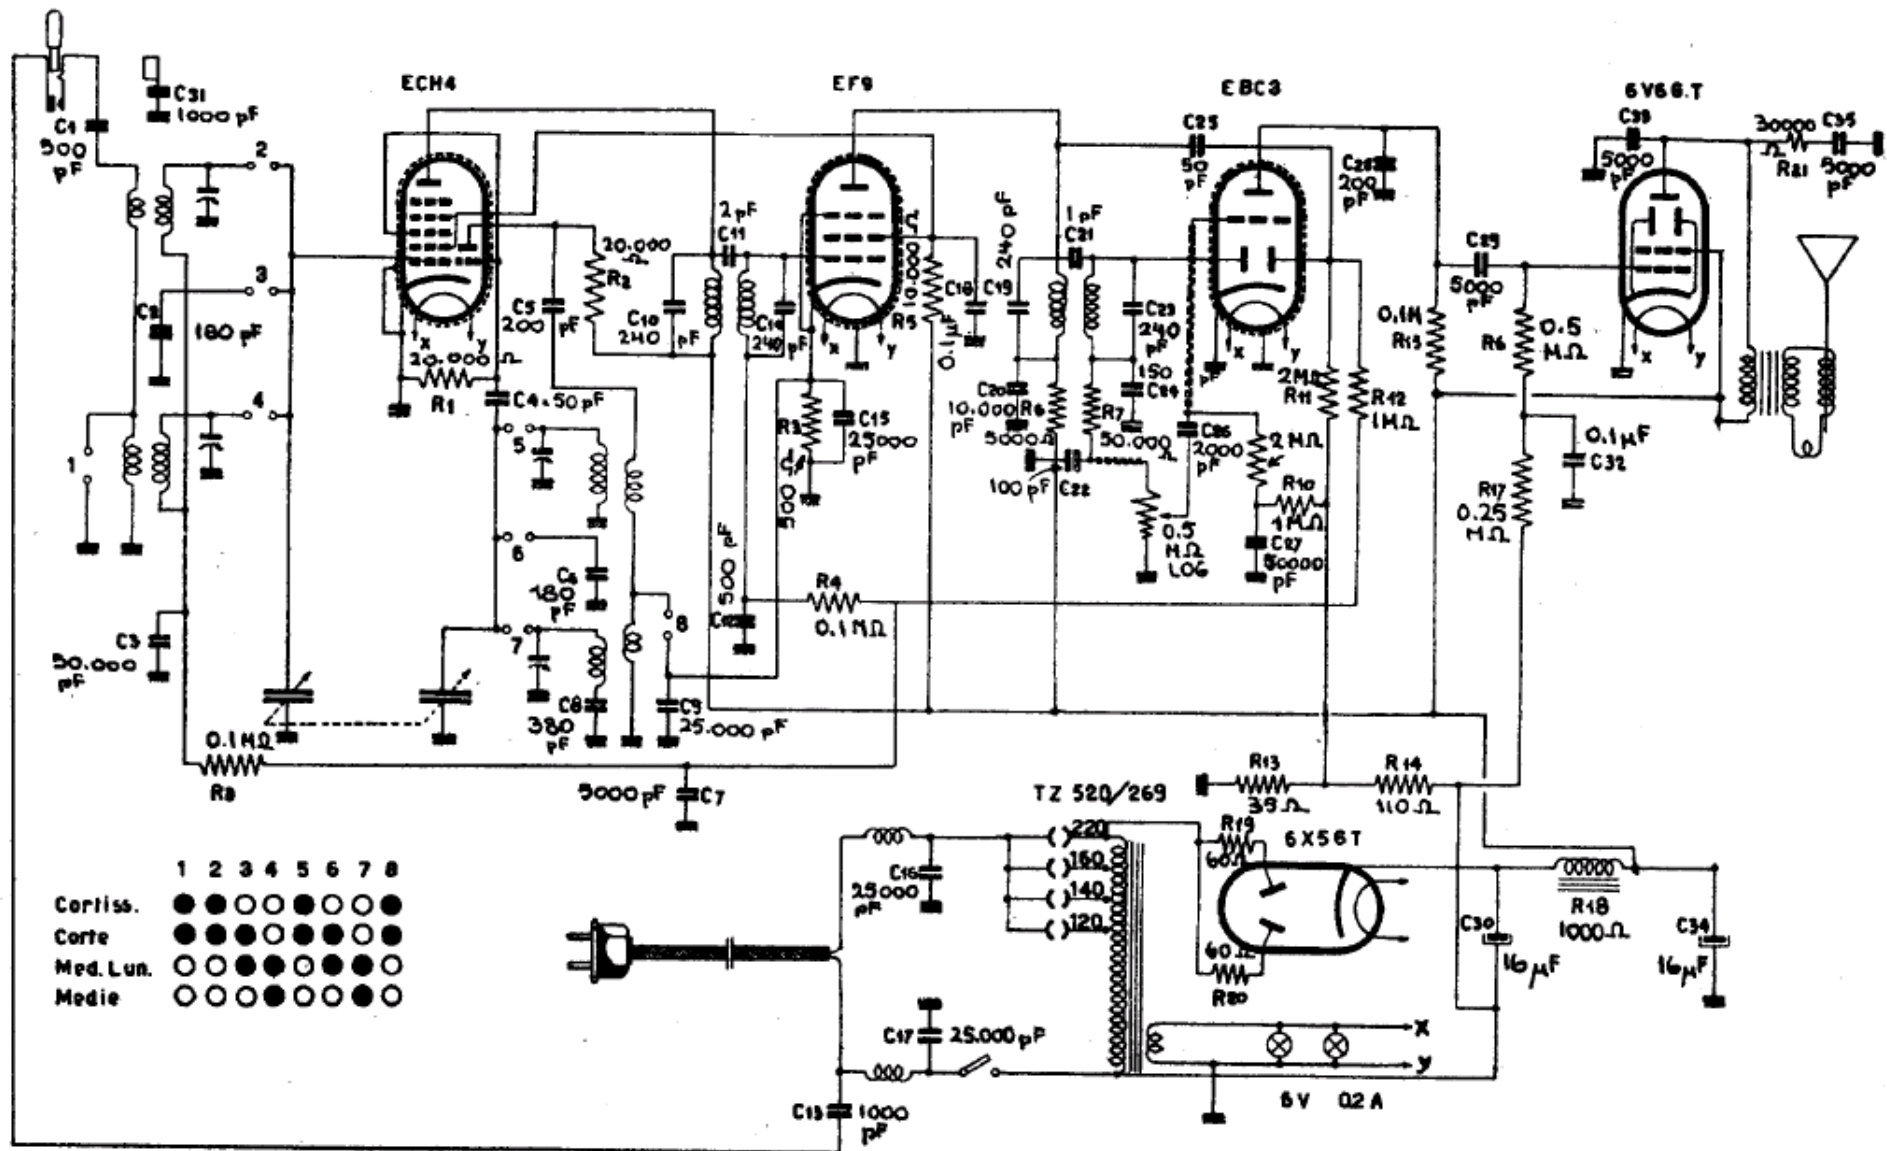 ECH4
EF9
EBC3
6V6G.T
C31
1000 pF
C1
500
pF
2
3
4
1
C2
180 pF
C3
50.000
pF
0.1MΩ
R8
x
y
20.000 Ω
R1
C4.50 pF
5
6
7
8
C5
200
pF
20.000
Ω
R2
C10
240
pF
2 pF
C11
C14
240 pF
C6
180
pF
C8
380
pF
C9
25.000 pF
5000 pF
C7
500 pF
R4
0.1MΩ
x
y
R3
500 Ω
C15
25000
pF
10.000 Ω
R5
C18
0.1µF
C19
240 pF
1 pF
C21
C20
10.000
pF
R6
5000Ω
R7
50.000
Ω
C23
240
pF
150
C24
pF
100 pF
C22
C25
50
pF
x
y
C26
2000
pF
2 MΩ
R10
1MΩ
C27
50000
pF
0.5
MΩ
LOG
2MΩ
R11
R12
1MΩ
C28
200
pF
0.1M
R15
C29
5000
pF
R6
0.5
MΩ
R17
0.25
MΩ
0.1µF
C32
C33
5000
pF
30000
Ω
R21
C35
5000
pF
x
y
R13
39Ω
R14
110Ω
TZ 520/269
220
160
140
120
R19
60Ω
6X5GT
60Ω
R20
C30
16µF
R18
1000Ω
C34
16µF
C16
25000
pF
C17
25.000pF
C13
1000
pF
X
Y
6V 0.2 A
1 2 3 4 5 6 7 8
Cortiss.
Corte
Med.Lun.
Medie